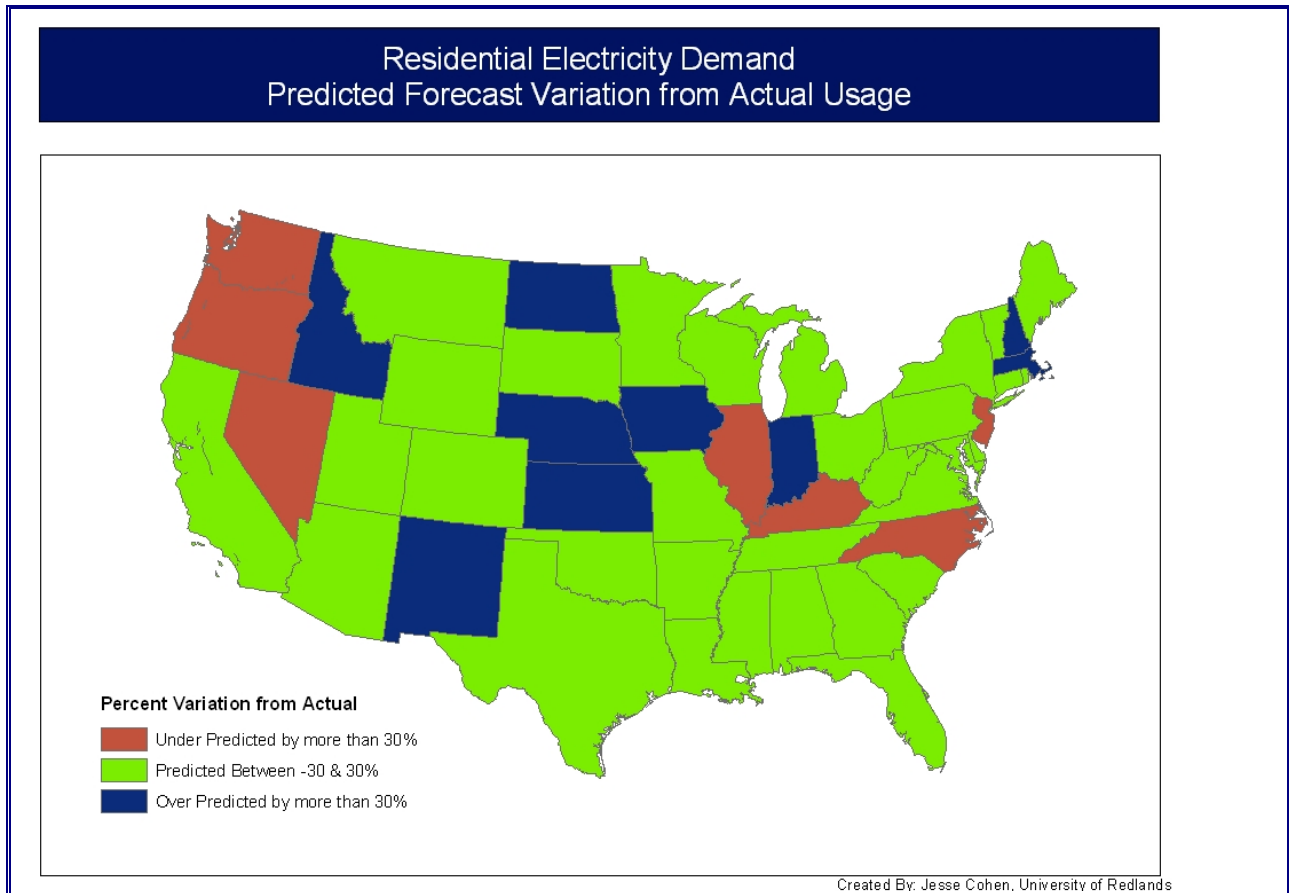 Residential Electricity Demand
Predicted Forecast Variation from Actual Usage
Percent Variation from Actual
Under Predicted by more than 30%
Predicted Between -30 & 30%
Over Predicted by more than 30%
Created By: Jesse Cohen, University of Redlands